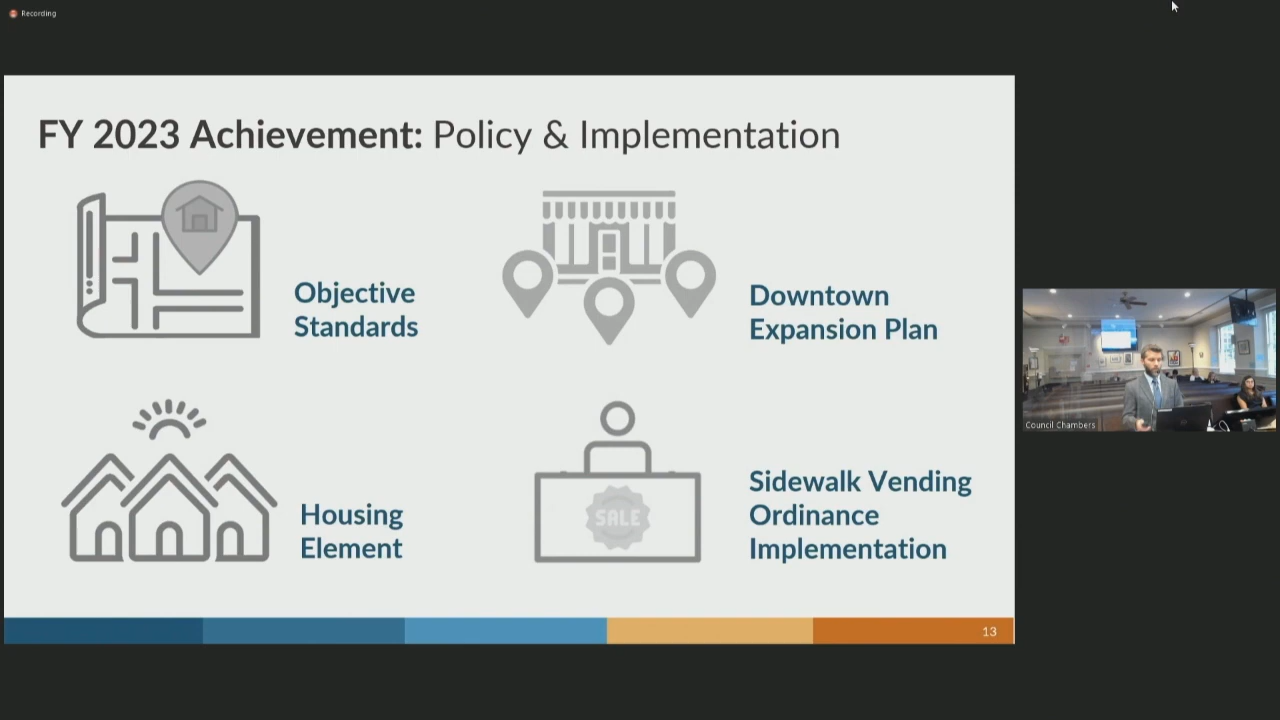 Recording
FY 2023 Achievement: Policy & Implementation
Objective
Standards
Downtown
Expansion Plan
Housing
Element
SALE
Sidewalk Vending
Ordinance
Implementation
13
Council Chambers